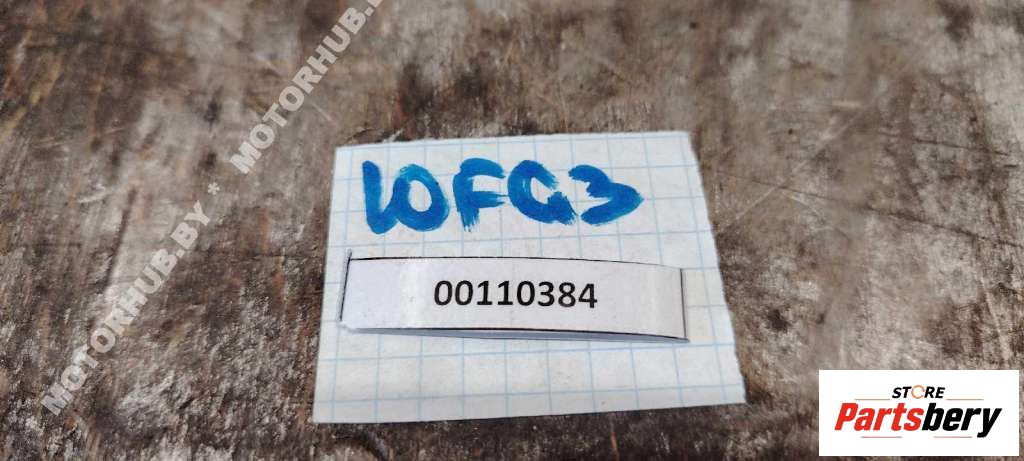 MOTORHUB.BY * MOTORHUB.BY
10FG3
00110384
STORE
Partsbery